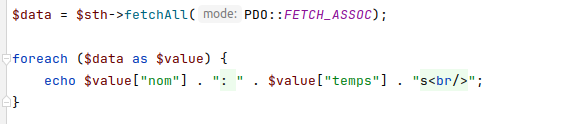 $data = $sth->fetchAll( mode: PDO::FETCH_ASSOC);
foreach ($data as $value) {
echo $value["nom"] . ": " . $value["temps"] . "s<br/>";
}